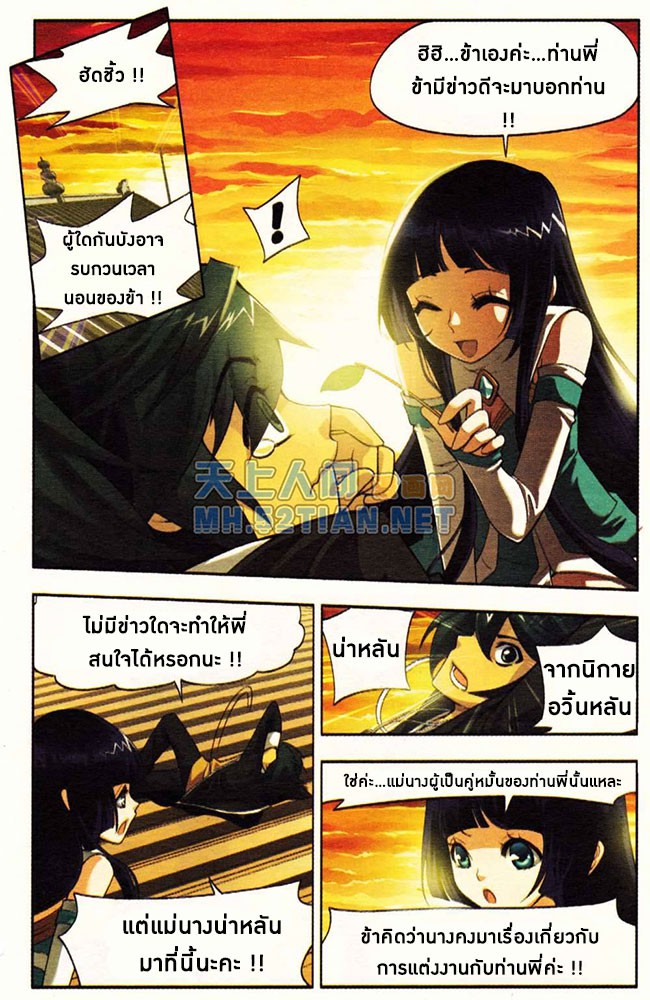 ฮัดชิ้ว !!
ผู้ใดกันบังอาจ
รบกวนเวลา
นอนของข้า !!
ฮิฮิ...ข้าเองค่ะ...ท่านพี่
ข้ามีข่าวดีจะมาบอกท่าน
!!
!
天上人间
MH.52TIAN.NET
ไม่มีข่าวใดจะทำให้พี่
สนใจได้หรอกนะ !!
แต่แม่นางน่าหลัน
มาที่นี้นะคะ !!
น่าหลัน
จากนิกาย
อวิ้นหลัน
ใช่ค่ะ...แม่นางผู้เป็นคู่หมั้นของท่านพี่นั้นแหละ
ข้าคิดว่านางคงมาเรื่องเกี่ยวกับ
การแต่งงานกับท่านพี่ค่ะ !!